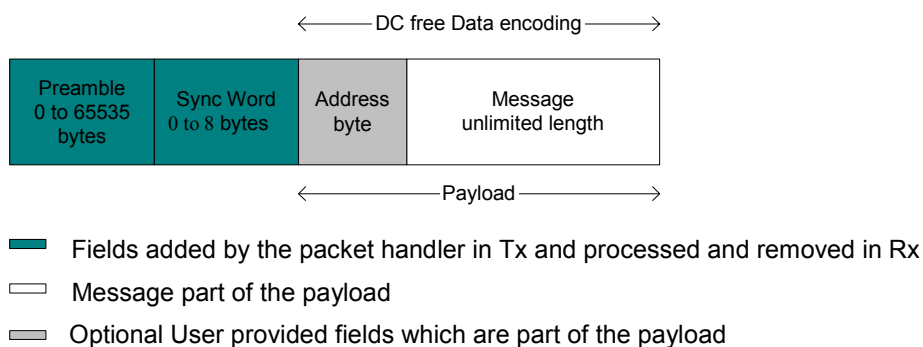 DC free Data encoding
Preamble
0 to 65535
bytes
Sync Word
0 to 8 bytes
Address
byte
Message
unlimited length
Payload
Fields added by the packet handler in Tx and processed and removed in Rx
Message part of the payload
Optional User provided fields which are part of the payload